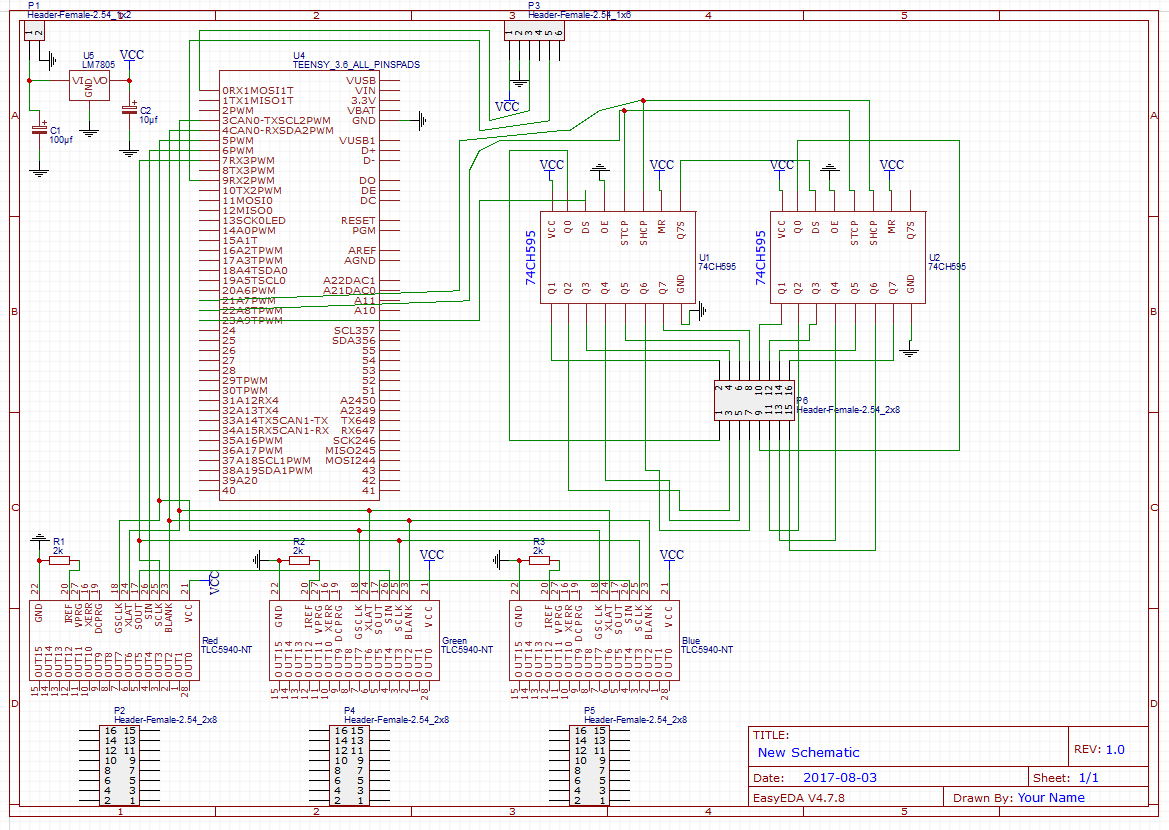 P1
Header-Female-2.54_1x2
P3
Header-Female-2.54_1x6
1 2 3 4 5
1 2
1 2 3 4 5 6
U5
LM7805
VCC
VI VO
GND
C2
10µf
C1
100µf
VCC
A
A
B
B
C
C
D
D
U4
TEENSY_3.6_ALL_PINSPADS
0RX1MOSI1T
1TX1MISO1T
2PWM
3CAN0-TXSCL2PWM
4CAN0-RXSDA2PWM
5PWM
6PWM
7RX3PWM
8TX3PWM
9RX2PWM
10TX2PWM
11MOSI0
12MISO0
13SCK0LED
14A0PWM
15A1T
16A2TPWM
17A3TPWM
18A4TSDA0
19A5TSCL0
20A6PWM
21A7PWM
22A8TPWM
23A9TPWM
24
25
26
27
28
29TPWM
30TPWM
31A12RX4
32A13TX4
33A14TX5CAN1-TX
34A15RX5CAN1-RX
35A16PWM
36A17PWM
37A18SCL1PWM
38A19SDA1PWM
39A20
40
VUSB
VIN
3.3V
VBAT
GND
VUSB1
D+
D-
DO
DE
DC
RESET
PGM
AREF
AGND
A22DAC1
A21DAC0
A11
A10
SCL357
SDA356
55
54
53
52
51
A2450
A2349
TX648
RX647
SCK246
MISO245
MOSI244
43
42
41
VCC
VCC
VCC
VCC
74CH595
VCC Q0 DS OE STCP SHCP MR Q7S
Q1 Q2 Q3 Q4 Q5 Q6 Q7 GND
U1
74CH595
74CH595
VCC Q0 DS OE STCP SHCP MR Q7S
Q1 Q2 Q3 Q4 Q5 Q6 Q7 GND
U2
74CH595
2 4 6 8 10 12 14 16
1 3 5 7 9 11 13 15
P6
Header-Female-2.54_2x8
R1
2k
VCC
22 20 27 16 19 18 24 17 26 25 23 21
GND IREF VPRG XERR DCPRG GSCLK XLAT SOUT SIN SCLK BLANK VCC
OUT15 OUT14 OUT13 OUT12 OUT11 OUT10 OUT9 OUT8 OUT7 OUT6 OUT5 OUT4 OUT3 OUT2 OUT1 OUT0
15 14 13 12 11 10 9 8 7 6 5 4 3 2 1 28
Red
TLC5940-NT
R2
2k
VCC
22 20 27 16 19 18 24 17 26 25 23 21
GND IREF VPRG XERR DCPRG GSCLK XLAT SOUT SIN SCLK BLANK VCC
OUT15 OUT14 OUT13 OUT12 OUT11 OUT10 OUT9 OUT8 OUT7 OUT6 OUT5 OUT4 OUT3 OUT2 OUT1 OUT0
15 14 13 12 11 10 9 8 7 6 5 4 3 2 1 28
Green
TLC5940-NT
R3
2k
VCC
22 20 27 16 19 18 24 17 26 25 23 21
GND IREF VPRG XERR DCPRG GSCLK XLAT SOUT SIN SCLK BLANK VCC
OUT15 OUT14 OUT13 OUT12 OUT11 OUT10 OUT9 OUT8 OUT7 OUT6 OUT5 OUT4 OUT3 OUT2 OUT1 OUT0
15 14 13 12 11 10 9 8 7 6 5 4 3 2 1 28
Blue
TLC5940-NT
P2
Header-Female-2.54_2x8
16 15
14 13
12 11
10 9
8 7
6 5
4 3
2 1
P4
Header-Female-2.54_2x8
16 15
14 13
12 11
10 9
8 7
6 5
4 3
2 1
P5
Header-Female-2.54_2x8
16 15
14 13
12 11
10 9
8 7
6 5
4 3
2 1
TITLE:
New Schematic
REV: 1.0
Date: 2017-08-03
Sheet: 1/1
EasyEDA V4.7.8
Drawn By: Your Name
1 2 3 4 5